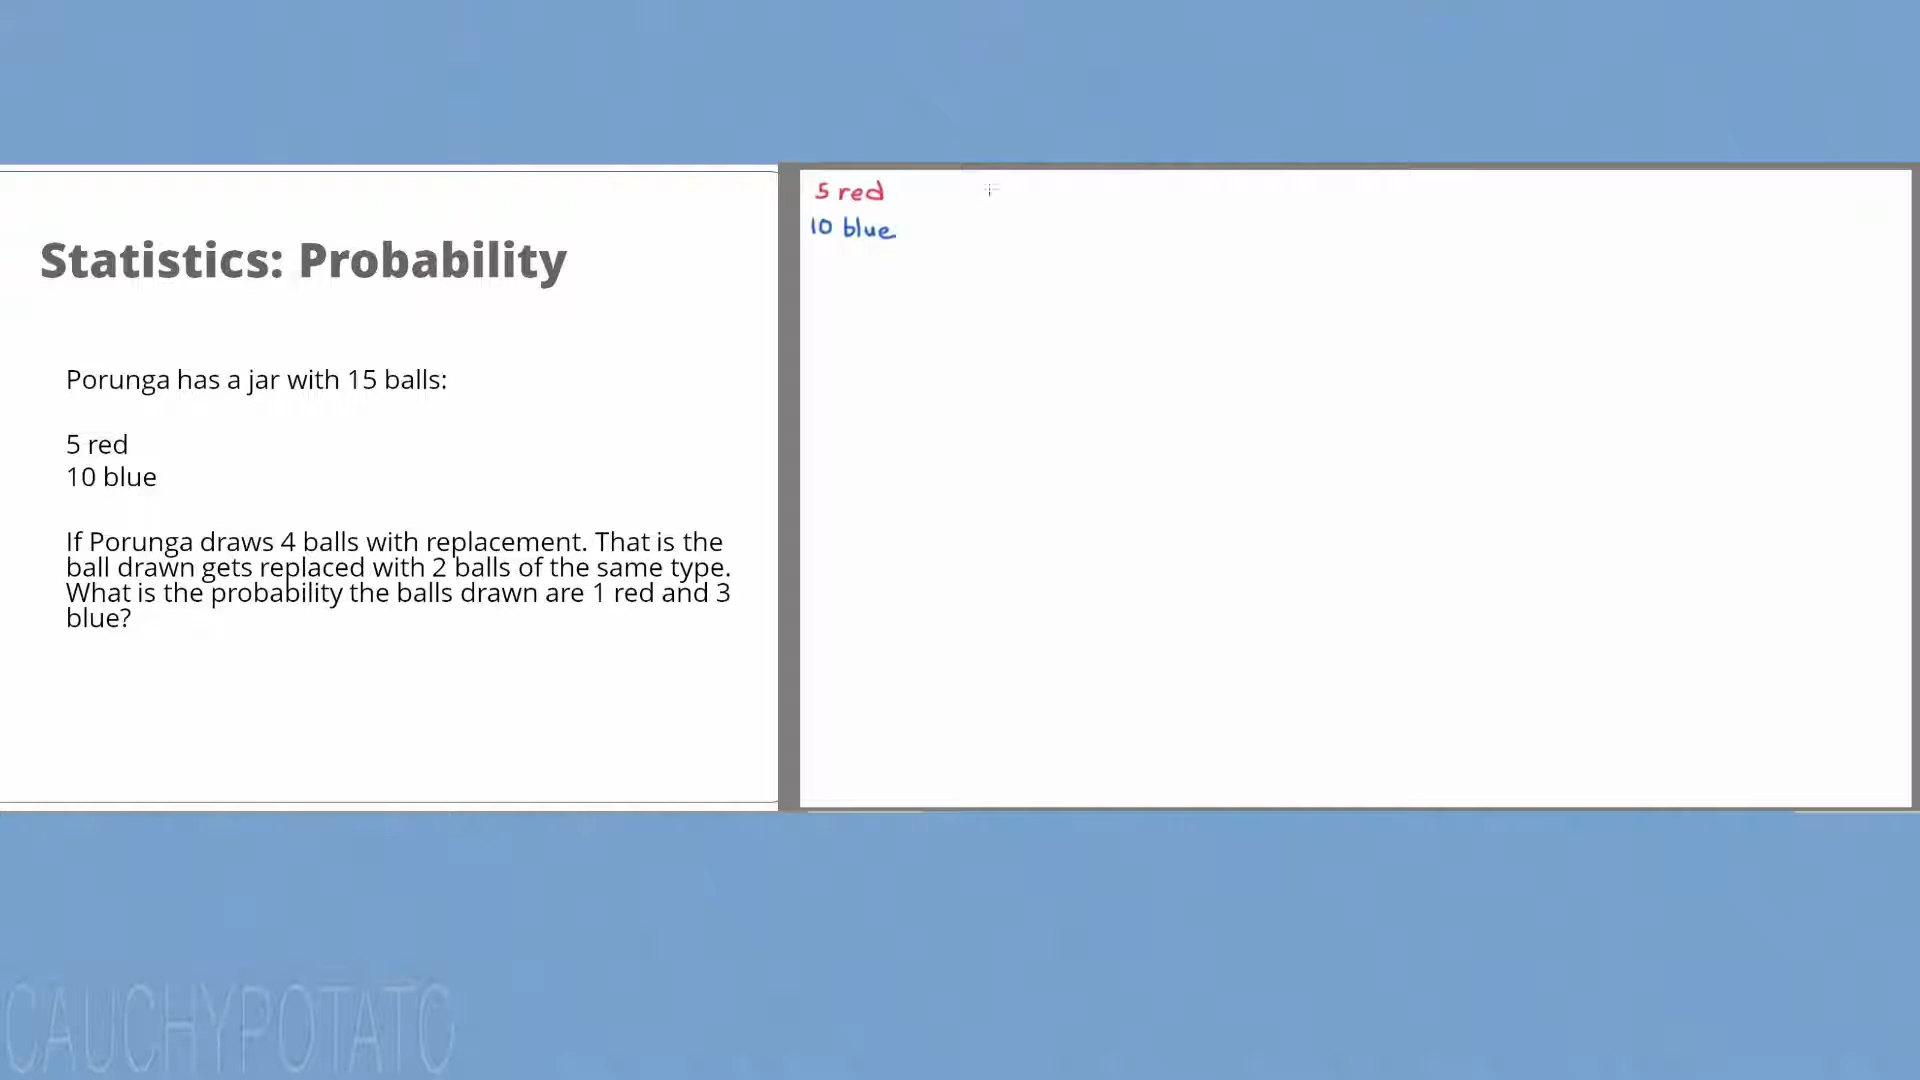 Statistics: Probability
Porunga has a jar with 15 balls:
5 red
10 blue
If Porunga draws 4 balls with replacement. That is the
ball drawn gets replaced with 2 balls of the same type.
What is the probability the balls drawn are 1 red and 3
blue?
5 red
10 blue
CAUCHYPOTATO